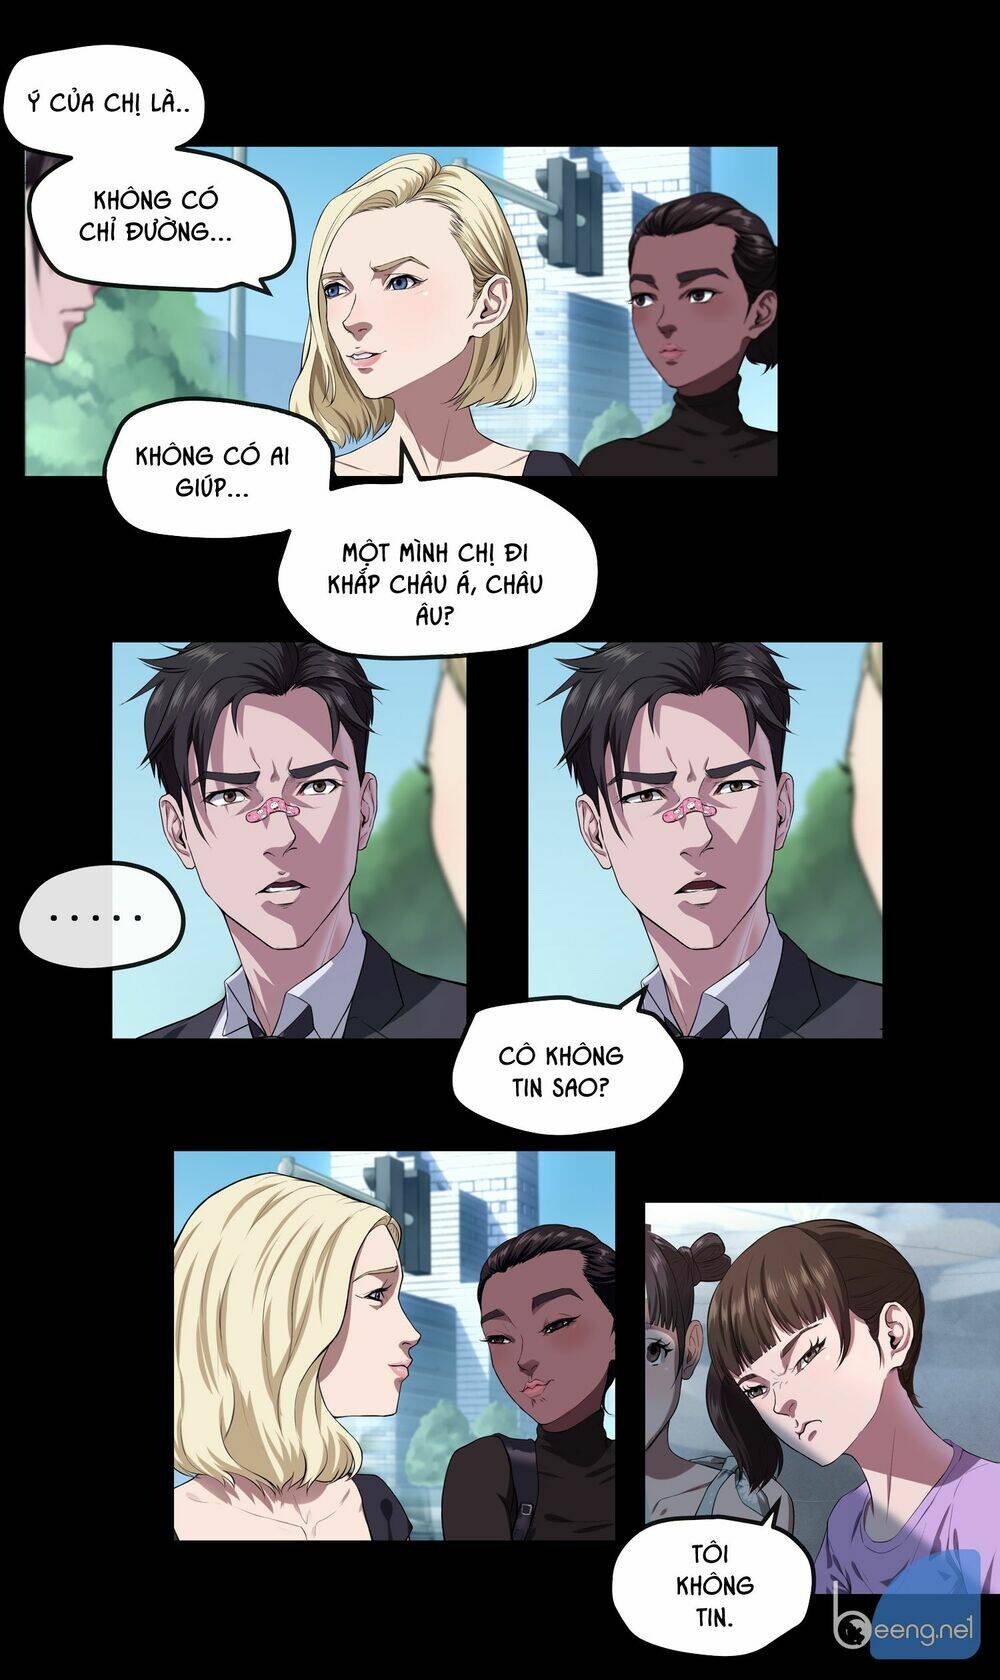 Ý CỦA CHỊ LÀ..
KHÔNG CÓ
CHỈ ĐƯỜNG...
KHÔNG CÓ AI
GIÚP...
MỘT MÌNH CHỊ ĐI
KHẮP CHÂU Á, CHÂU
ÂU?
.....
CÔ KHÔNG
TIN SAO?
TÔI
KHÔNG
TIN.
beeng.net